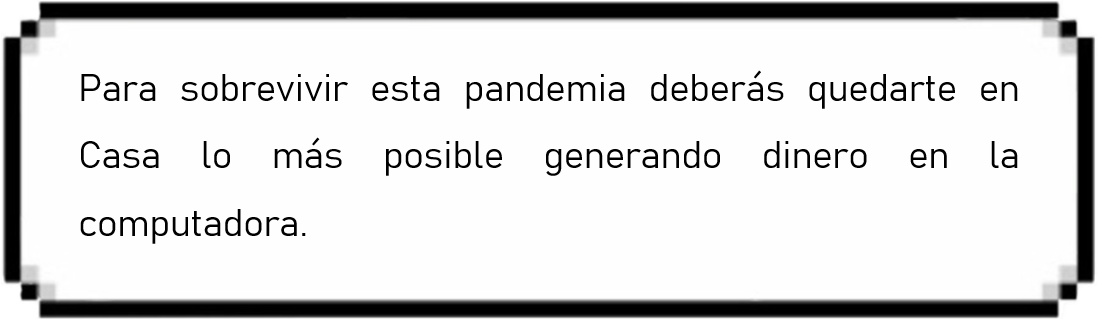 Para sobrevivir esta pandemia deberás quedarte en
Casa lo más posible generando dinero en la
computadora.